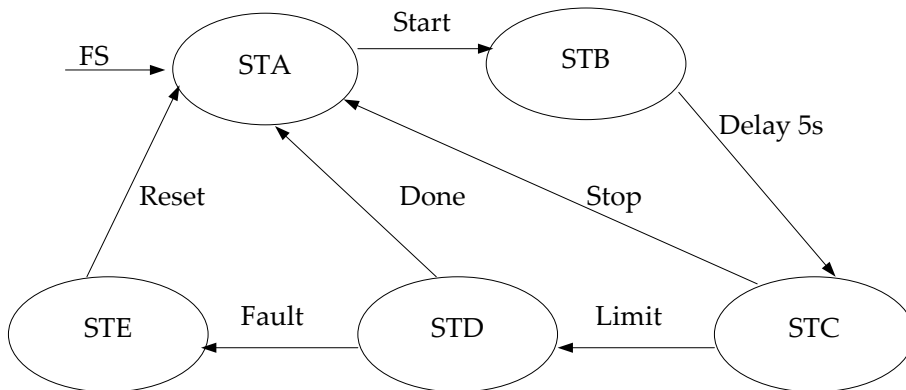 Start
FS
STA
STB
Delay 5s
Reset
Done
Stop
STE
Fault
STD
Limit
STC